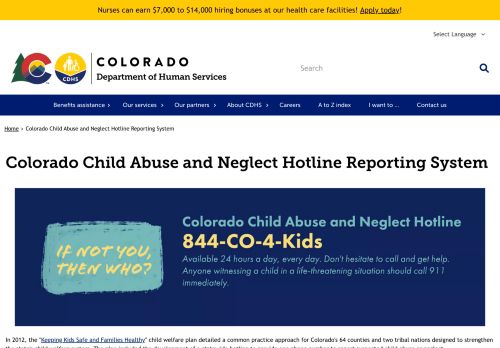 Nurses can earn $7,000 to $14,000 hiring bonuses at our health care facilities! Apply today!
Select Language
COLORADO
Department of Human Services
CDHS
Search
Benefits assistance
Our services
Our partners
About CDHS
Careers
A to Z index
I want to ...
Contact us
Home › Colorado Child Abuse and Neglect Hotline Reporting System
Colorado Child Abuse and Neglect Hotline Reporting System
IF NOT YOU,
THEN WHO?
Colorado Child Abuse and Neglect Hotline
844-CO-4-Kids
Available 24 hours a day, every day. Don't hesitate to call and get help.
Anyone witnessing a child in a life-threatening situation should call 911
immediately.
In 2012, the "Keeping Kids Safe and Families Healthy" child welfare plan detailed a common practice approach for Colorado's 64 counties and two tribal nations designed to strengthen